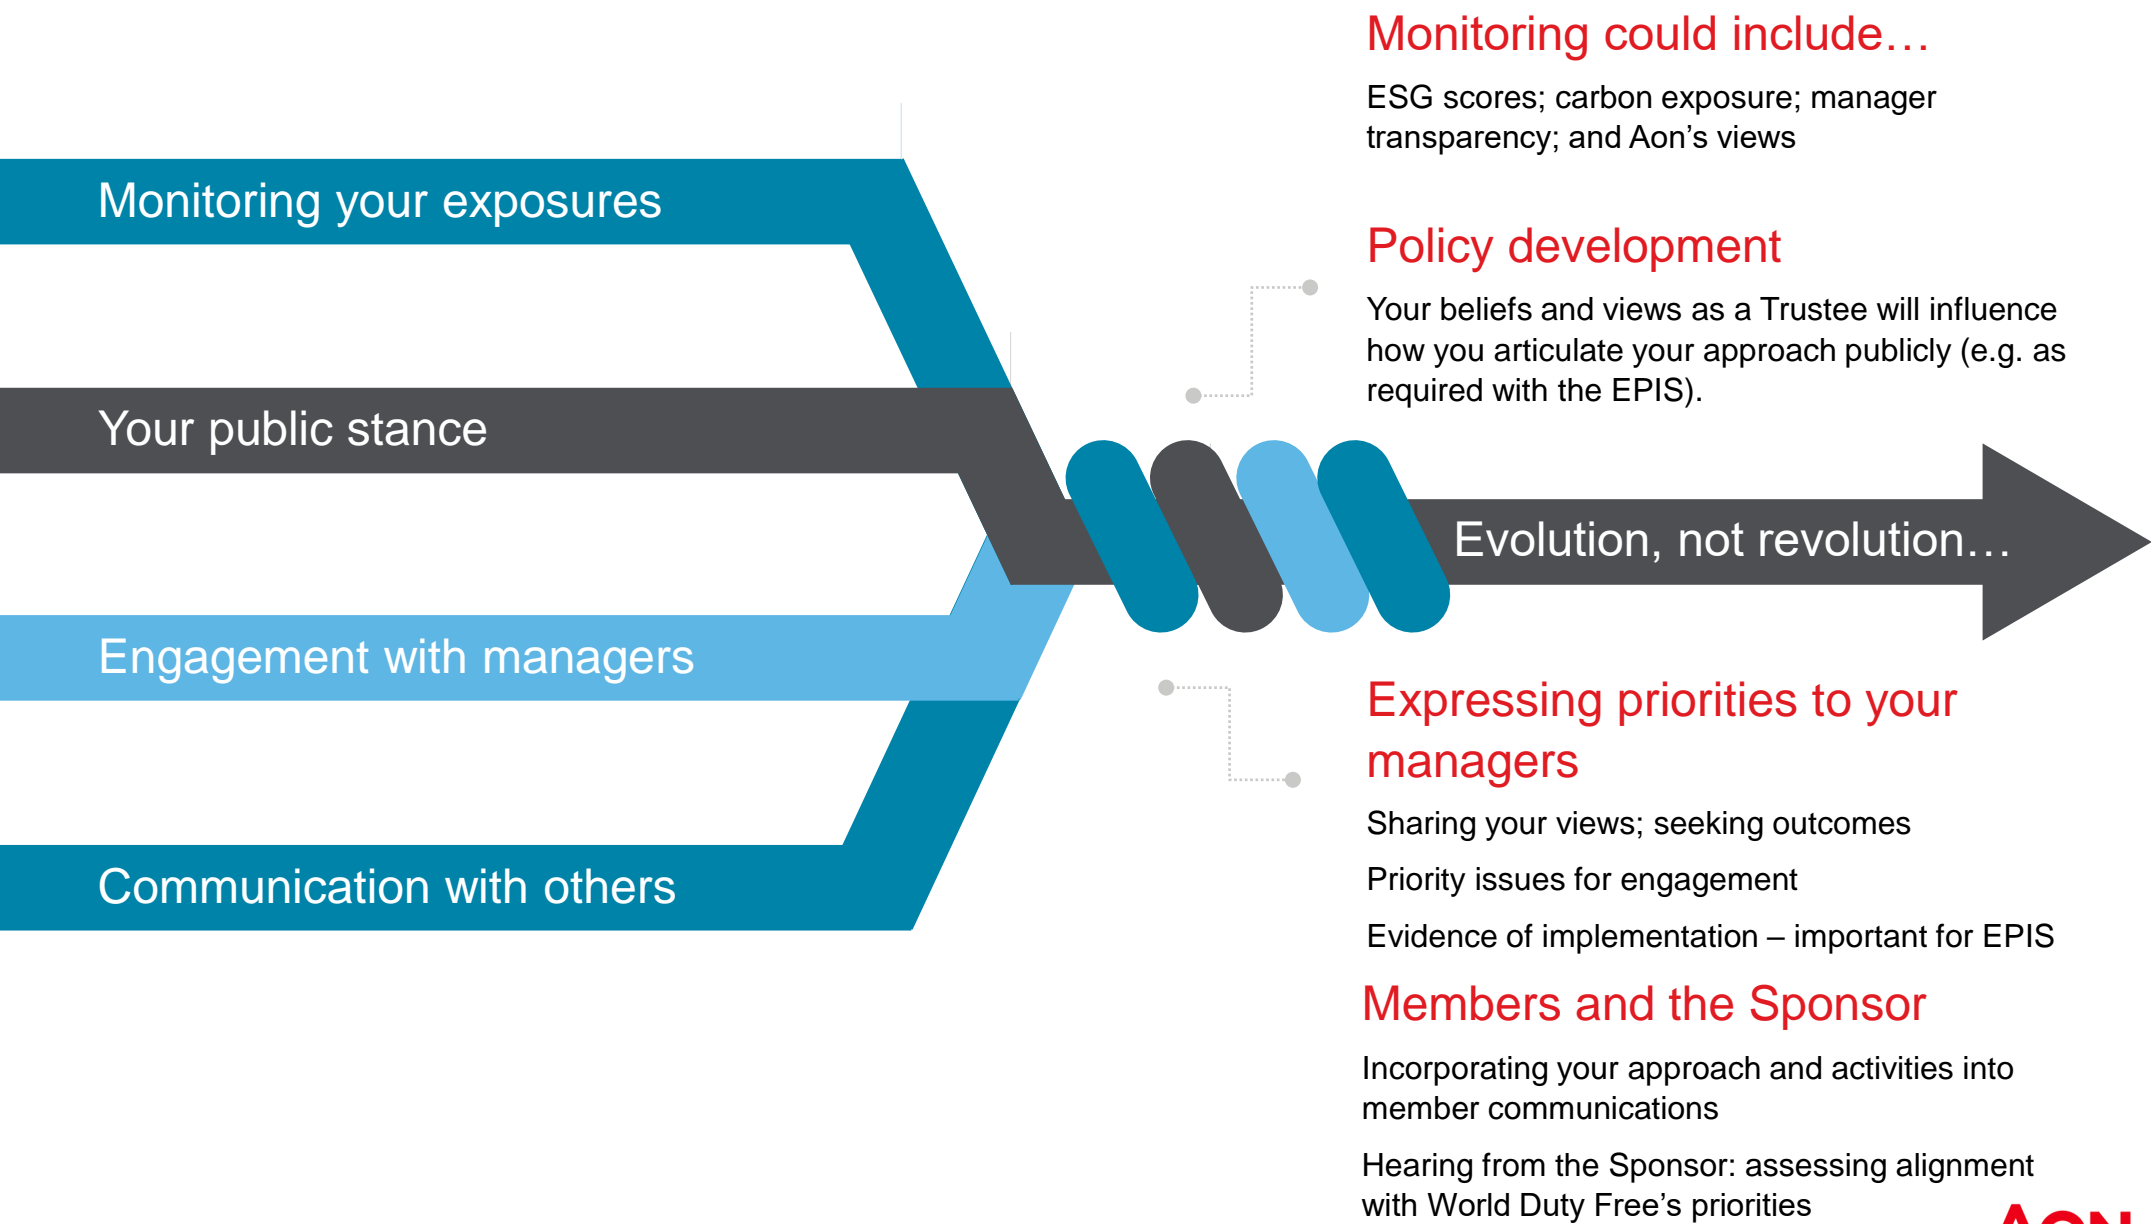 Monitoring your exposures
Your public stance
Engagement with managers
Communication with others
Monitoring could include…
ESG scores; carbon exposure; manager
transparency; and Aon’s views
Policy development
Your beliefs and views as a Trustee will influence
how you articulate your approach publicly (e.g. as
required with the EPIS).
Evolution, not revolution…
Expressing priorities to your
managers
Sharing your views; seeking outcomes
Priority issues for engagement
Evidence of implementation – important for EPIS
Members and the Sponsor
Incorporating your approach and activities into
member communications
Hearing from the Sponsor: assessing alignment
with World Duty Free’s priorities
AON